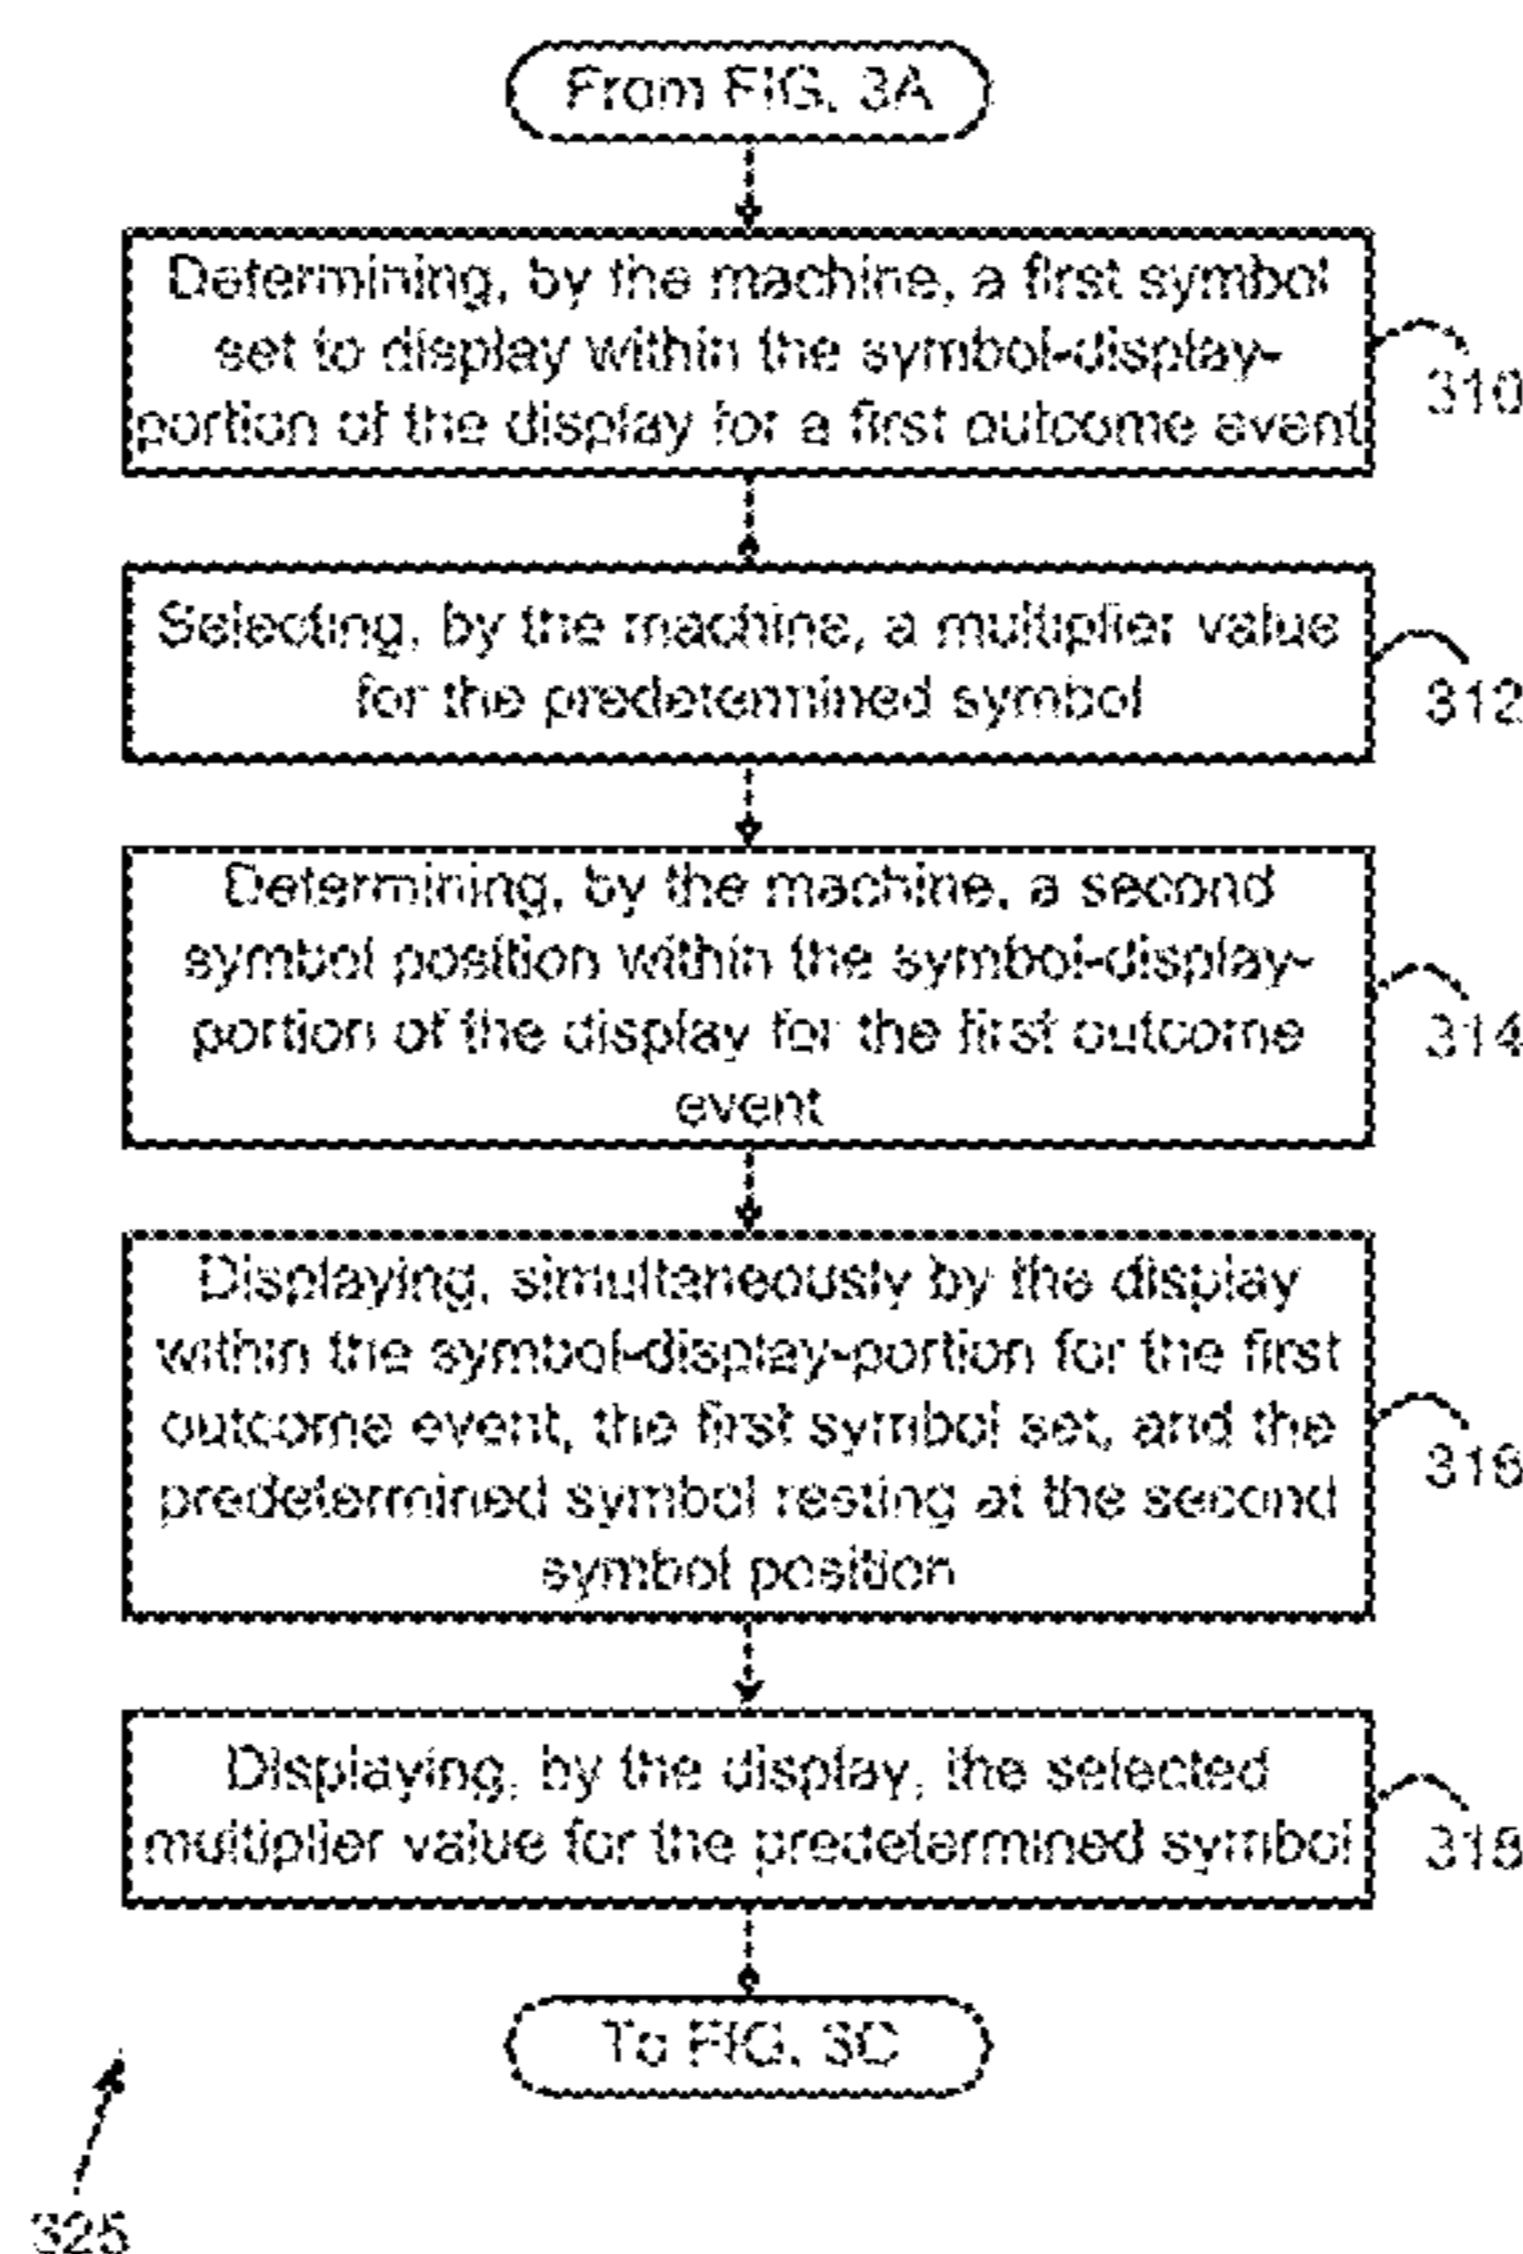 From FIG. 3A
Determining, by the machine, a first symbol
set to display within the symbol-display-
portion of the display for a first outcome event
310
Selecting, by the machine, a multiplier value
for the predetermined symbol
312
Determining, by the machine, a second
symbol position within the symbol-display-
portion of the display for the first outcome
event
314
Displaying, simultaneously by the display
within the symbol-display-portion for the first
outcome event, the first symbol set, and the
predetermined symbol resting at the second
symbol position
316
Displaying, by the display, the selected
multiplier value for the predetermined symbol
318
To FIG. 3C
325